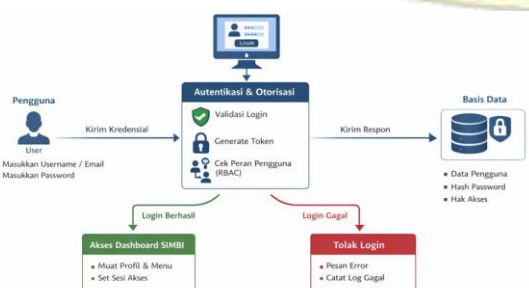 LOGIN
Autentikasi & Otorisasi
Validasi Login
Generate Token
Cek Peran Pengguna
(RBAC)
Pengguna
User
Masukkan Username / Email
Masukkan Password
Kirim Kredensial
Kirim Respon
Basis Data
• Data Pengguna
• Hash Password
• Hak Akses
Login Berhasil
Login Gagal
Akses Dashboard SIMBI
• Muat Profil & Menu
• Set Sesi Akses
Tolak Login
• Pesan Error
• Catat Log Gagal